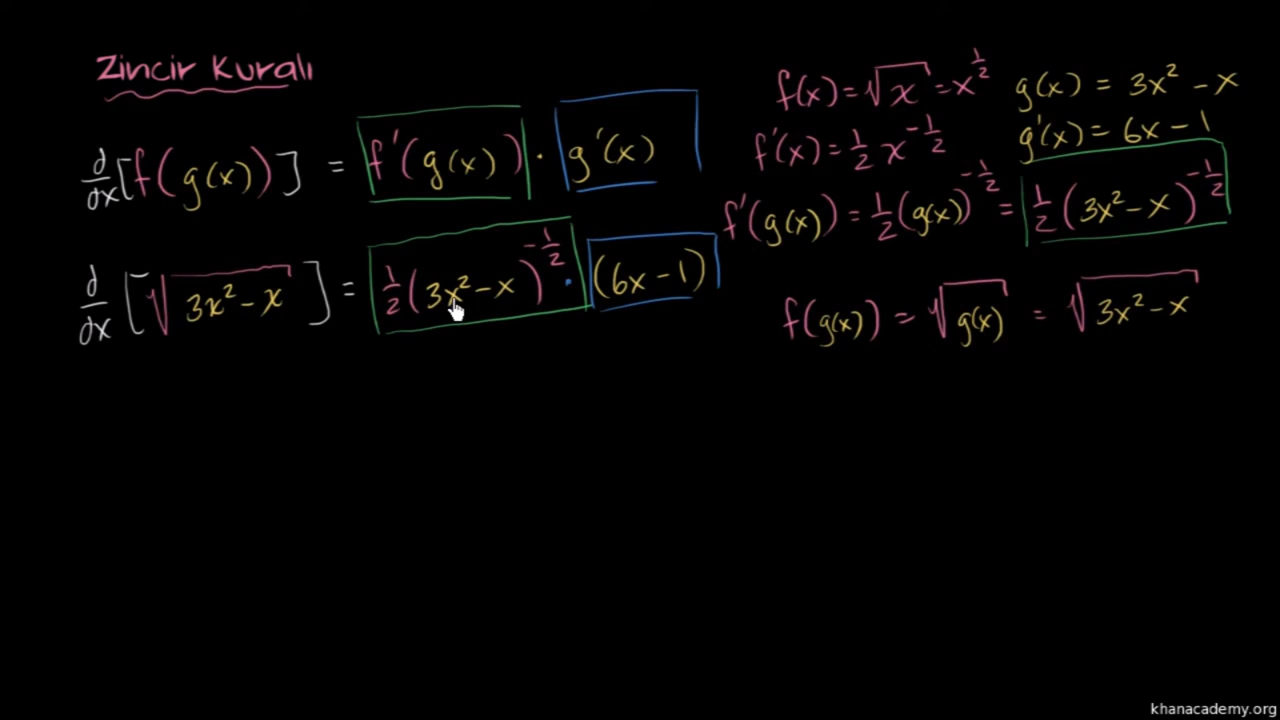 Zincir Kuralı
d/dx[f(g(x))] = f'(g(x)) · g'(x)
d/dx[√(3x² - x)] = 1/2(3x² - x)^(-1/2) · (6x - 1)
f(x) = √x = x^(1/2)
f'(x) = 1/2 x^(-1/2)
f'(g(x)) = 1/2(g(x))^(-1/2) = 1/2(3x² - x)^(-1/2)
f(g(x)) = √g(x) = √(3x² - x)
g(x) = 3x² - x
g'(x) = 6x - 1
khanacademy.org